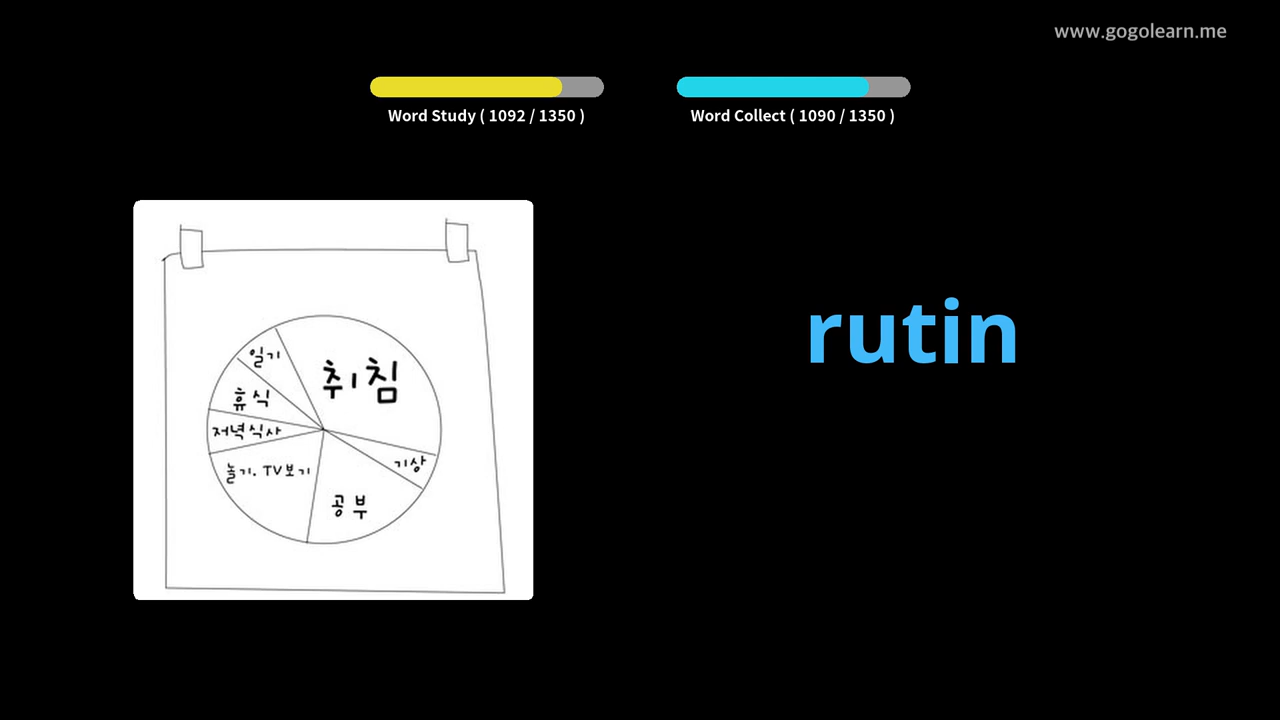 www.gogolearn.me
Word Study ( 1092 / 1350 )
Word Collect ( 1090 / 1350 )
rutin
일기
취침
휴식
저녁식사
기상
놀기. TV보기
공부